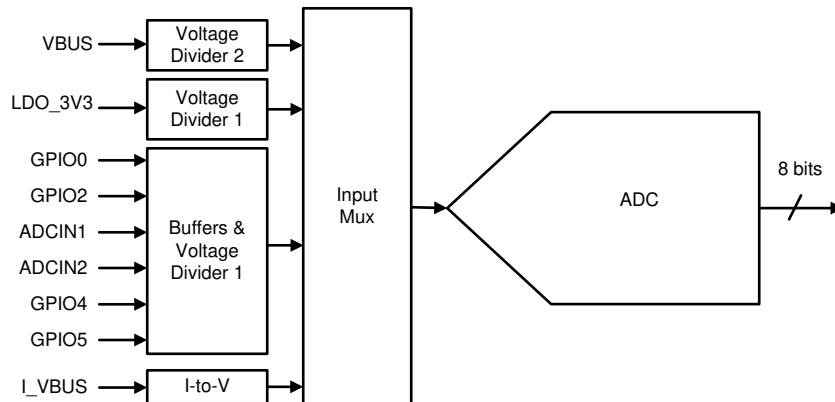 VBUS
Voltage
Divider 2
LDO_3V3
Voltage
Divider 1
GPIO0
GPIO2
ADCIN1
ADCIN2
GPIO4
GPIO5
Buffers &
Voltage
Divider 1
I_VBUS
I-to-V
Input
Mux
ADC
8 bits